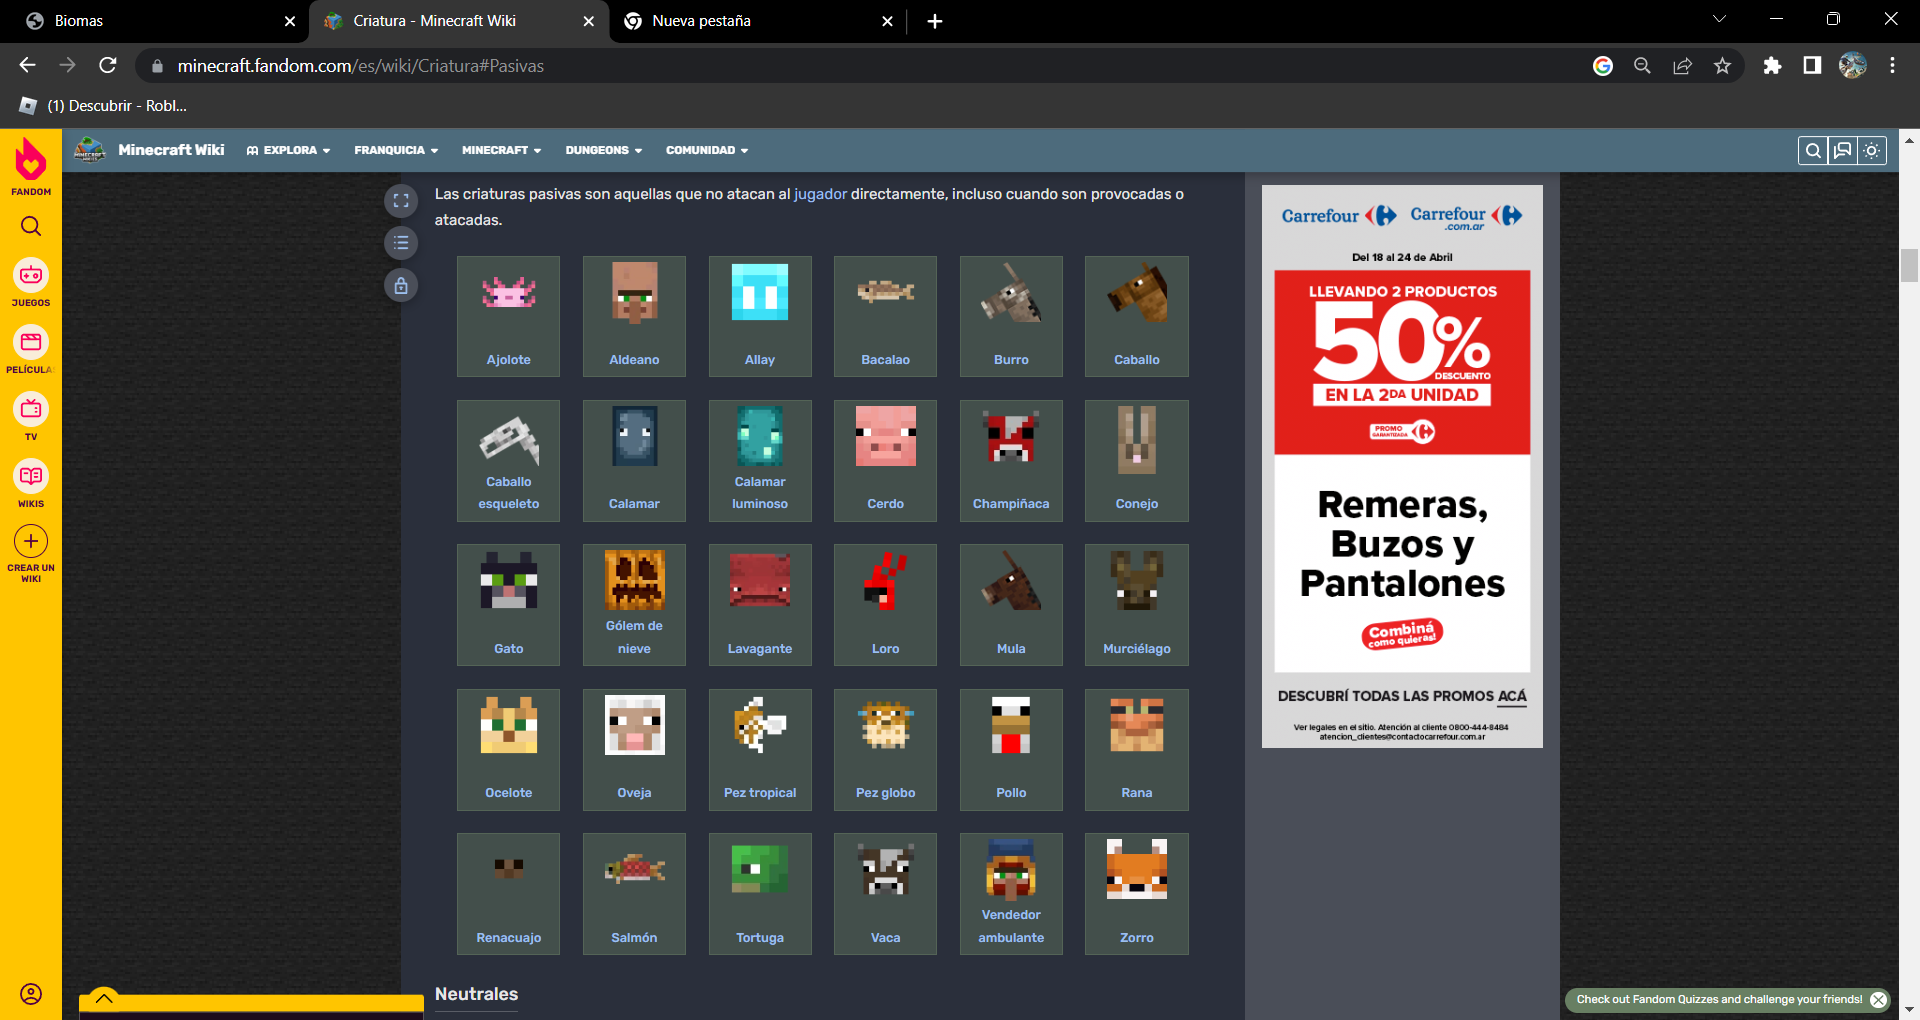 Biomas
Criatura - Minecraft Wiki
Nueva pestaña
minecraft.fandom.com/es/wiki/Criatura#Pasivas
(1) Descubrir - Robl...
FANDOM
JUEGOS
PELÍCULA
TV
WIKIS
CREAR UN
WIKI
Minecraft Wiki
EXPLORA
FRANQUICIA
MINECRAFT
DUNGEONS
COMUNIDAD
Las criaturas pasivas son aquellas que no atacan al jugador directamente, incluso cuando son provocadas o
atacadas.
Ajolote
Aldeano
Allay
Bacalao
Burro
Caballo
Caballo
esqueleto
Calamar
Calamar
luminoso
Cerdo
Champiñaca
Conejo
Gato
Gólem de
nieve
Lavagante
Loro
Mula
Murciélago
Ocelote
Oveja
Pez tropical
Pez globo
Pollo
Rana
Renacuajo
Salmón
Tortuga
Vaca
Vendedor
ambulante
Zorro
Neutrales
Carrefour
Carrefour
.com.ar
Del 18 al 24 de Abril
LLEVANDO 2 PRODUCTOS
50%
DESCUENTO
EN LA 2DA UNIDAD
PROMO
GARANTIZADA
Remeras,
Buzos y
Pantalones
Combiná
como quieras!
DESCUBRÍ TODAS LAS PROMOS ACÁ
Ver legales en el sitio. Atención al cliente 0800-444-8484
atencion_clientes@contactocarrefour.com.ar
Check out Fandom Quizzes and challenge your friends!